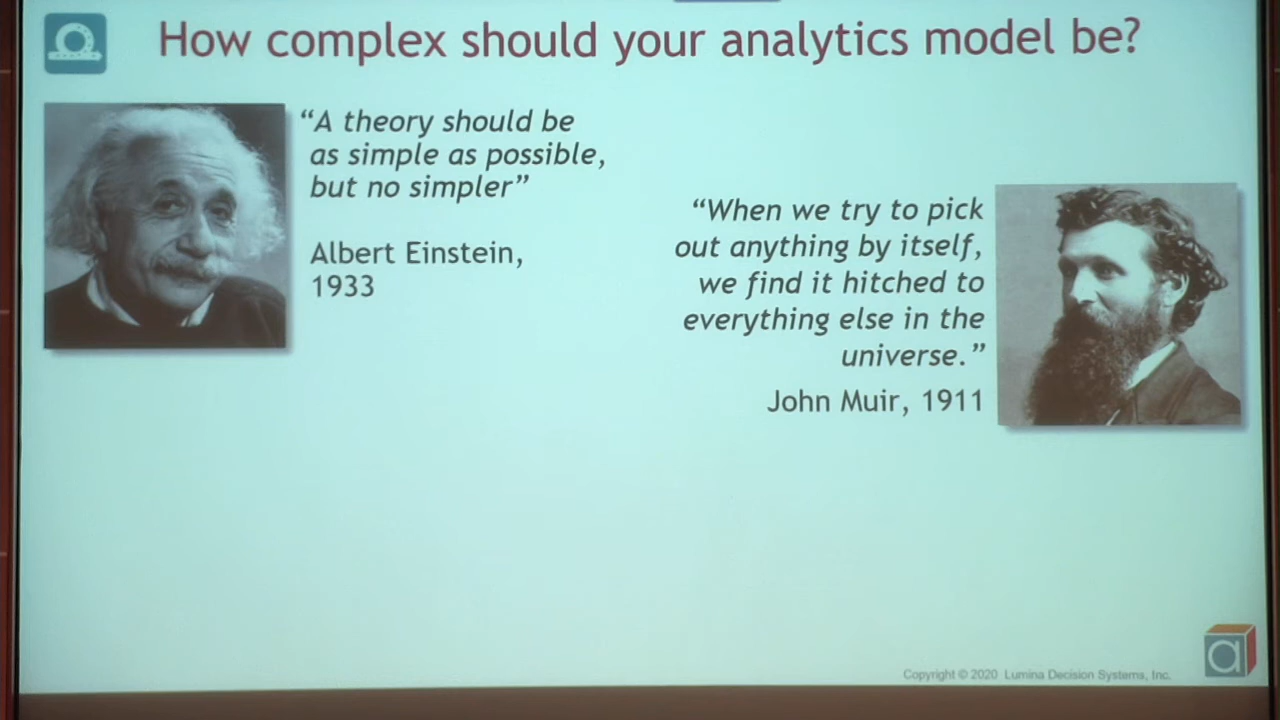 How complex should your analytics model be?
“A theory should be
as simple as possible,
but no simpler”
Albert Einstein,
1933
“When we try to pick
out anything by itself,
we find it hitched to
everything else in the
universe.”
John Muir, 1911
a
Copyright © 2020 Lumina Decision Systems, Inc.